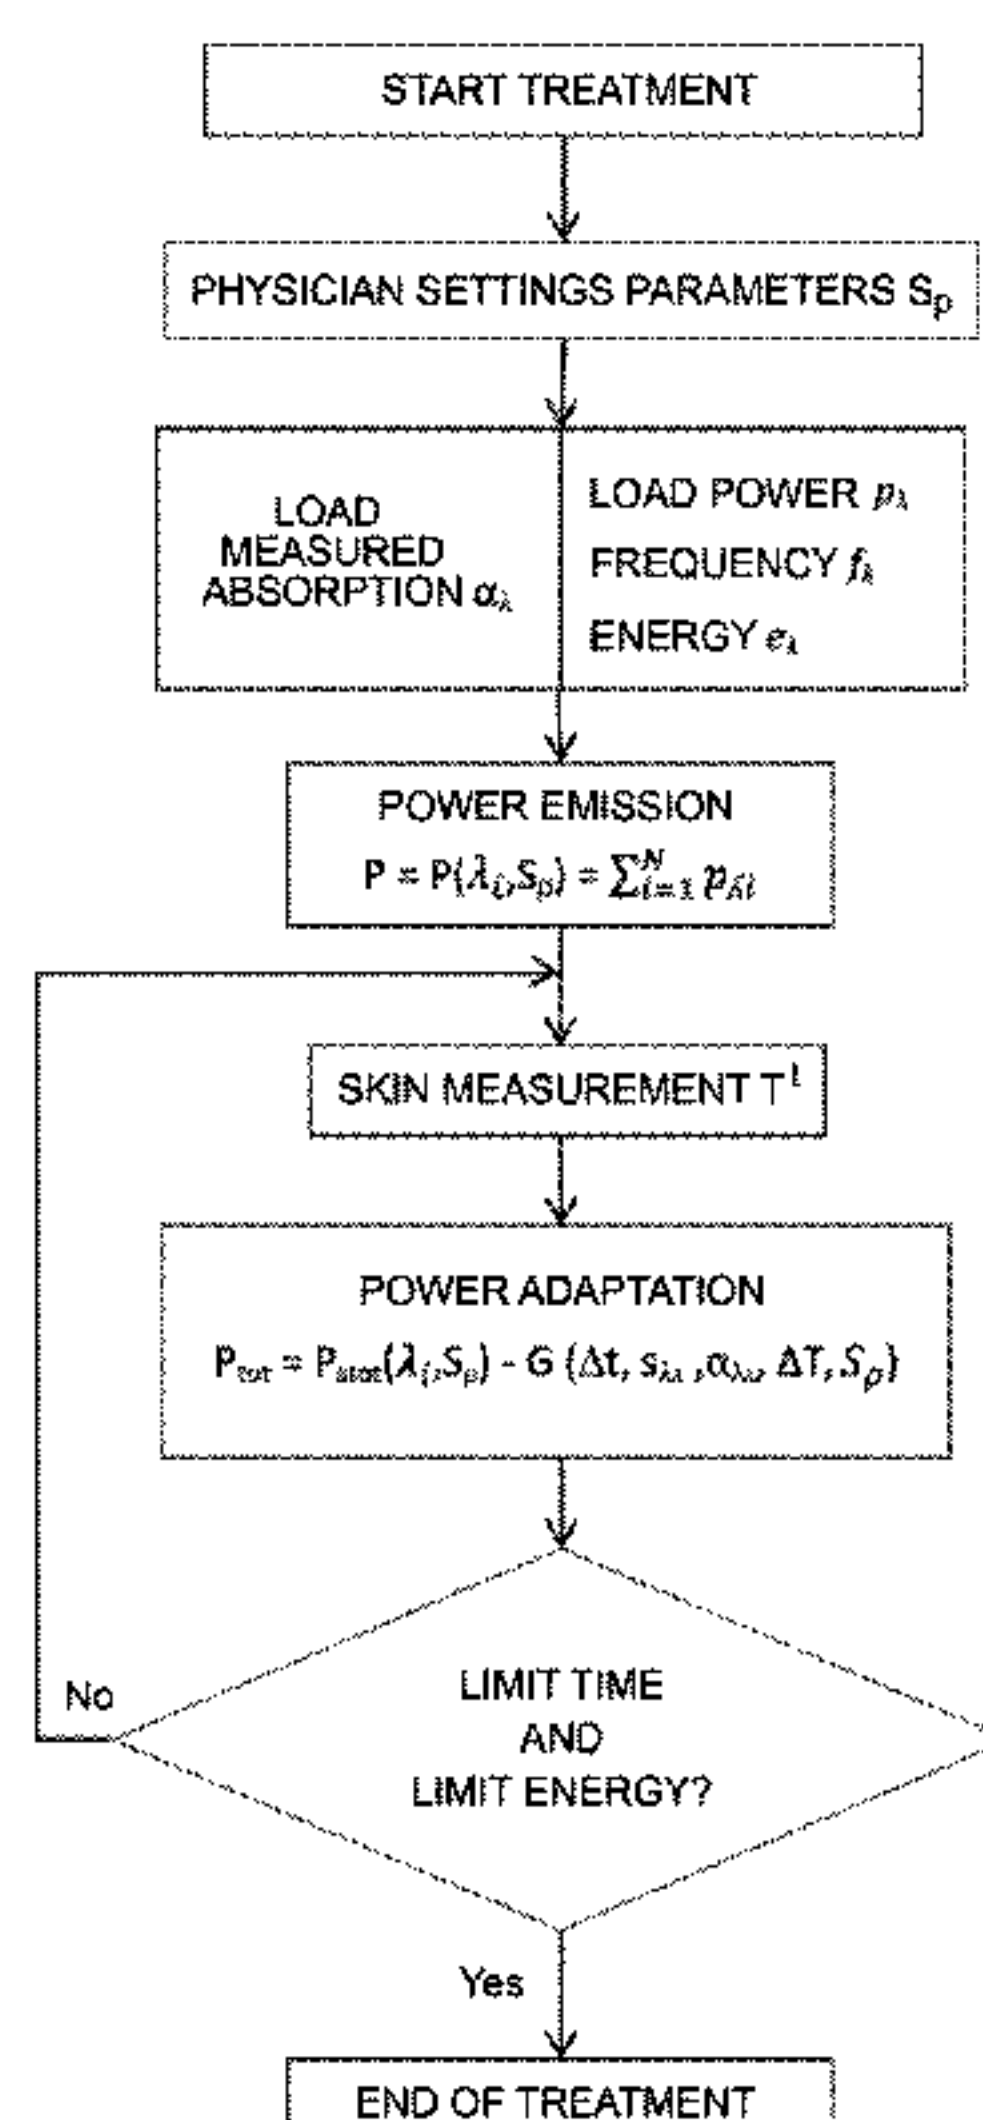 START TREATMENT
PHYSICIAN SETTINGS PARAMETERS Sp
LOAD
MEASURED
ABSORPTION αλ
LOAD POWER pλ
FREQUENCY fλ
ENERGY eλ
POWER EMISSION
P = P(λi,Sp) = ∑i=1N pλi
SKIN MEASUREMENT Tt
POWER ADAPTATION
Ptot = Pstat(λi,Sp) - G (Δt, sλi ,αλi, ΔT, Sp)
LIMIT TIME
AND
LIMIT ENERGY?
No
Yes
END OF TREATMENT